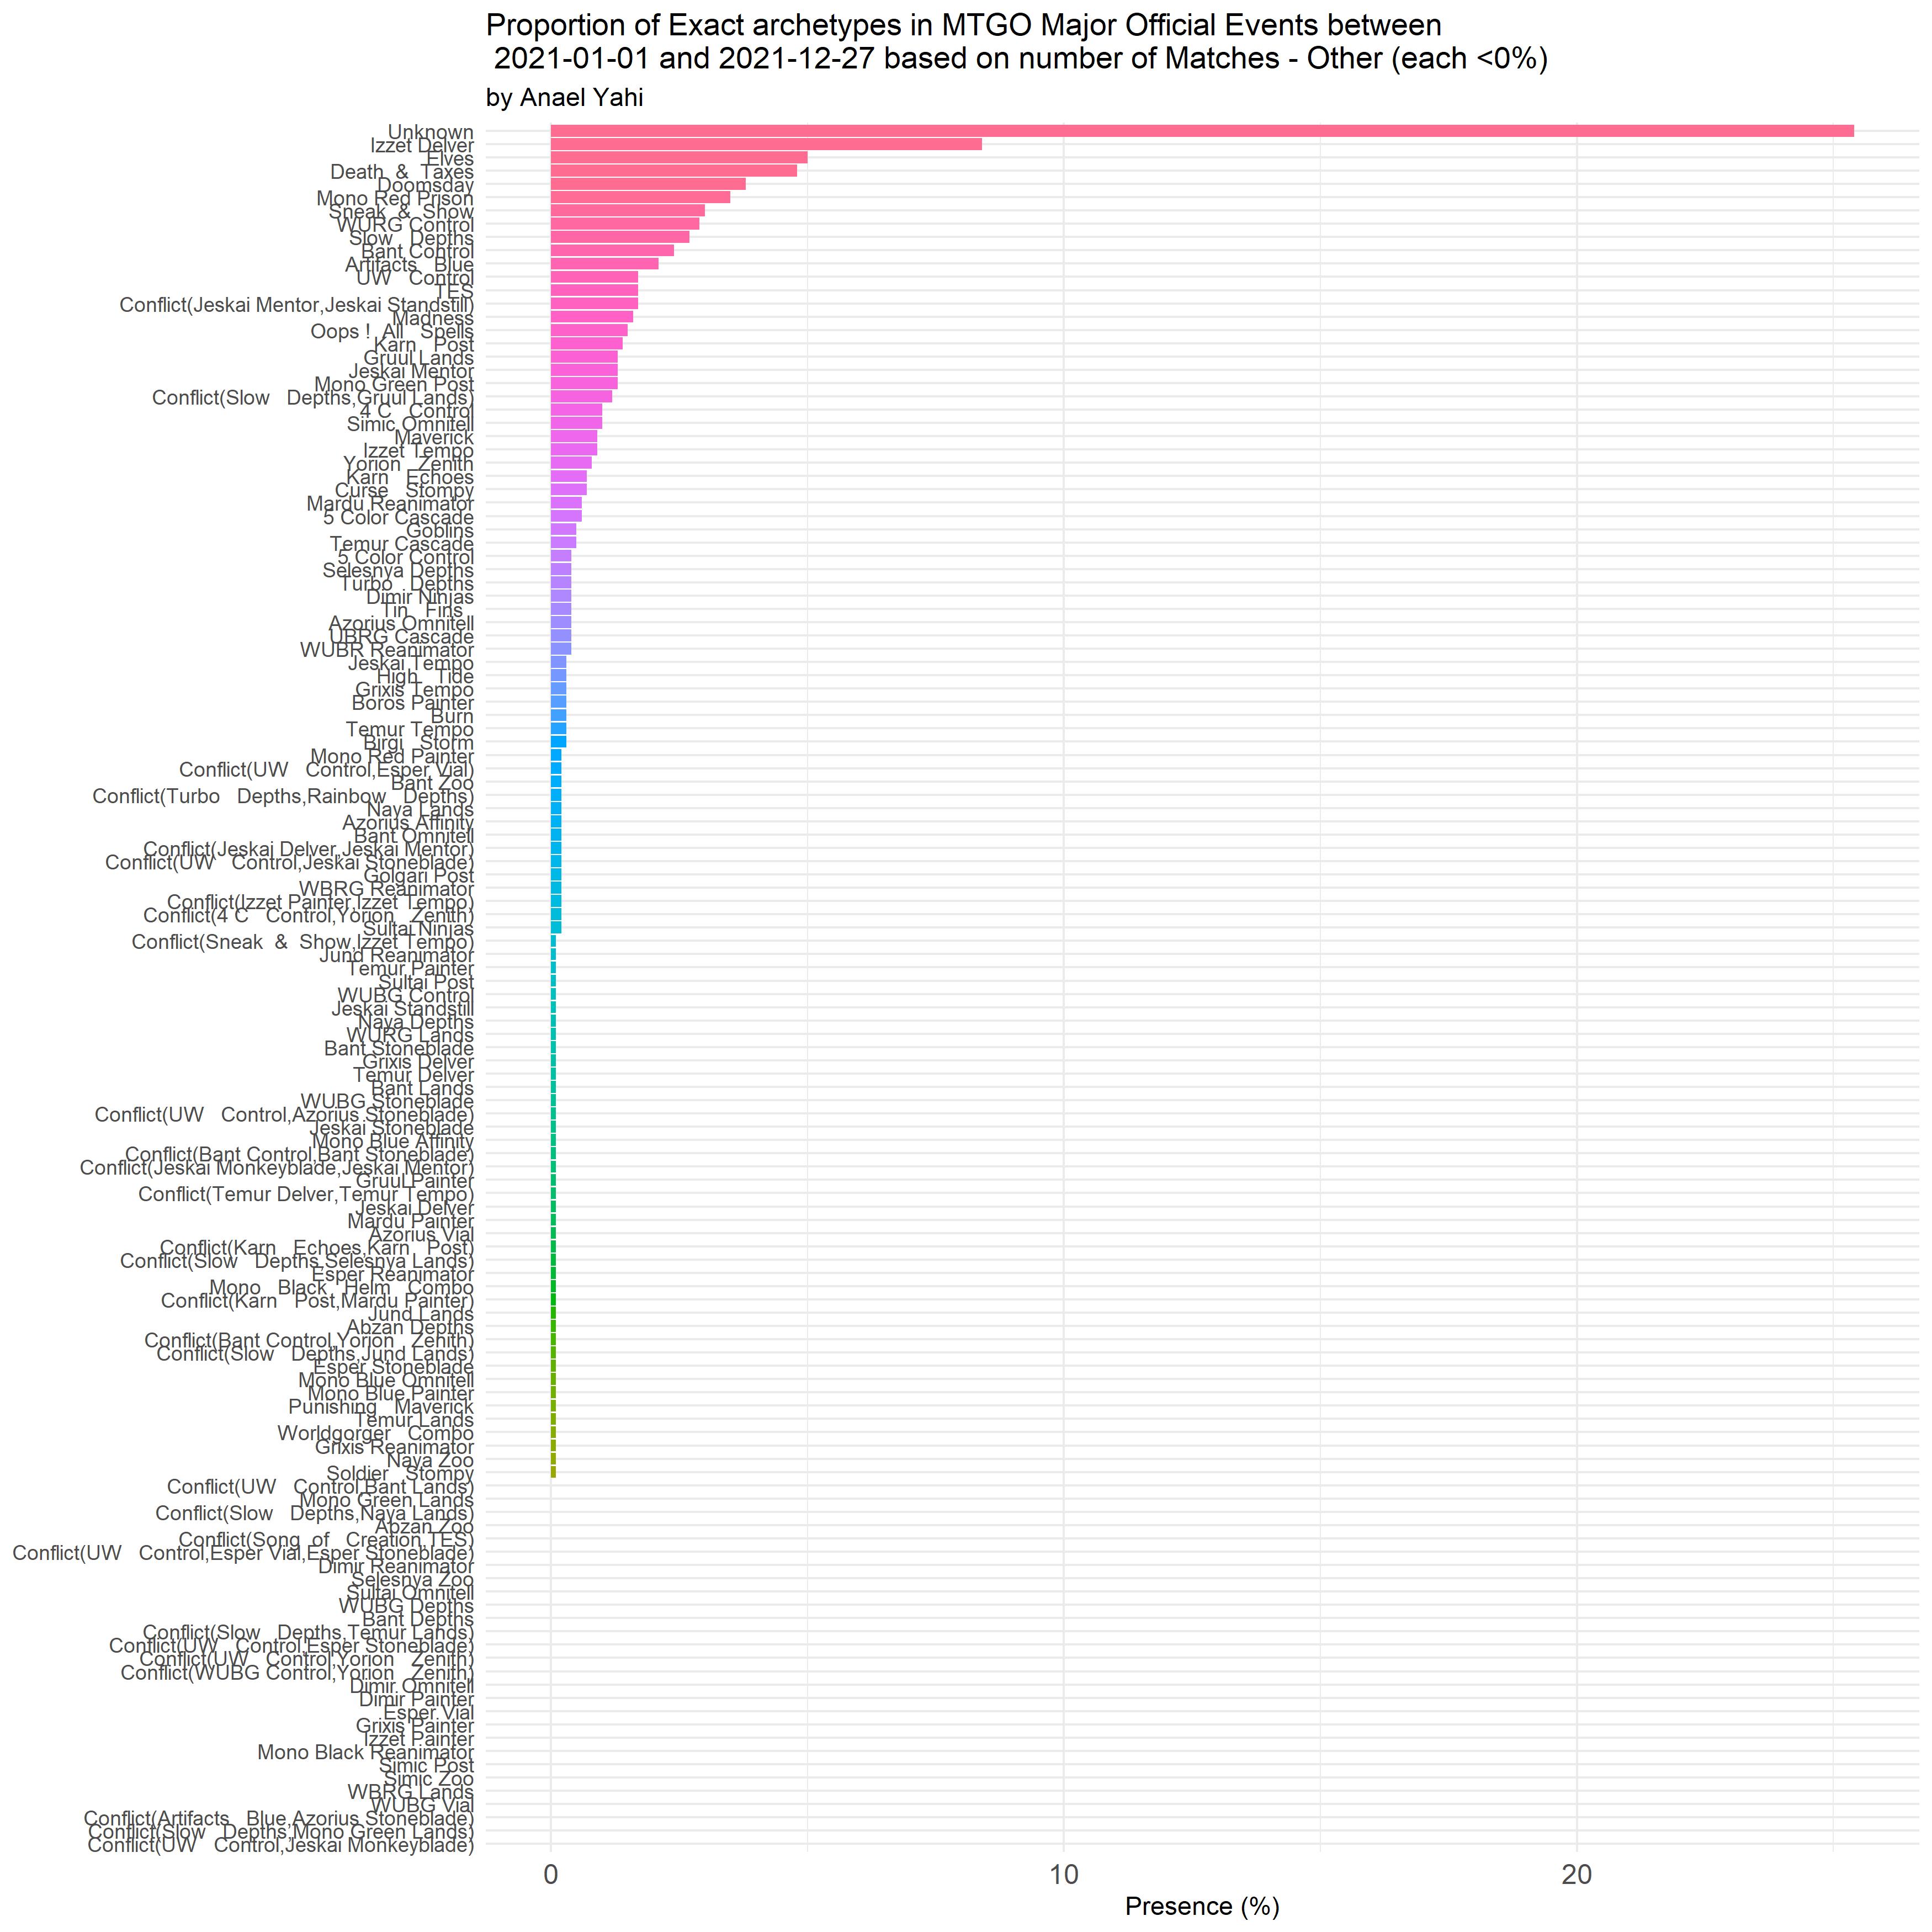 Proportion of Exact archetypes in MTGO Major Official Events between
2021-01-01 and 2021-12-27 based on number of Matches - Other (each <0%)
by Anael Yahi
Unknown
Izzet Delver
Elves
Death & Taxes
Doomsday
Mono Red Prison
Sneak & Show
WURG Control
Slow Depths
Bant Control
Artifacts Blue
UW Control
TES
Conflict(Jeskai Mentor,Jeskai Standstill)
Madness
Oops ! All Spells
Karn Post
Gruul Lands
Jeskai Mentor
Mono Green Post
Conflict(Slow Depths,Gruul Lands)
4 C Control
Simic Omnitell
Maverick
Izzet Tempo
Yorion Zenith
Karn Echoes
Curse Stompy
Mardu Reanimator
5 Color Cascade
Goblins
Temur Cascade
5 Color Control
Selesnya Depths
Turbo Depths
Dimir Ninjas
Tin Fins
Azorius Omnitell
UBRG Cascade
WUBR Reanimator
Jeskai Tempo
High Tide
Grixis Tempo
Boros Painter
Burn
Temur Tempo
Birgi Storm
Mono Red Painter
Conflict(UW Control,Esper Vial)
Bant Zoo
Conflict(Turbo Depths,Rainbow Depths)
Naya Lands
Azorius Affinity
Bant Omnitell
Conflict(Jeskai Delver,Jeskai Mentor)
Conflict(UW Control,Jeskai Stoneblade)
Golgari Post
WBRG Reanimator
Conflict(Izzet Painter,Izzet Tempo)
Conflict(4 C Control,Yorion Zenith)
Sultai Ninjas
Conflict(Sneak & Show,Izzet Tempo)
Jund Reanimator
Temur Painter
Sultai Post
WUBG Control
Jeskai Standstill
Naya Depths
WURG Lands
Bant Stoneblade
Grixis Delver
Temur Delver
Bant Lands
WUBG Stoneblade
Conflict(UW Control,Azorius Stoneblade)
Jeskai Stoneblade
Mono Blue Affinity
Conflict(Bant Control,Bant Stoneblade)
Conflict(Jeskai Monkeyblade,Jeskai Mentor)
Gruul Painter
Conflict(Temur Delver,Temur Tempo)
Jeskai Delver
Mardu Painter
Azorius Vial
Conflict(Karn Echoes,Karn Post)
Conflict(Slow Depths,Selesnya Lands)
Esper Reanimator
Mono Black Helm Combo
Conflict(Karn Post,Mardu Painter)
Jund Lands
Abzan Depths
Conflict(Bant Control,Yorion Zenith)
Conflict(Slow Depths,Jund Lands)
Esper Stoneblade
Mono Blue Omnitell
Mono Blue Painter
Punishing Maverick
Temur Lands
Worldgorger Combo
Grixis Reanimator
Naya Zoo
Soldier Stompy
Conflict(UW Control,Bant Lands)
Mono Green Lands
Conflict(Slow Depths,Naya Lands)
Abzan Zoo
Conflict(Song of Creation,TES)
Conflict(UW Control,Esper Vial,Esper Stoneblade)
Dimir Reanimator
Selesnya Zoo
Sultai Omnitell
WUBG Depths
Bant Depths
Conflict(Slow Depths,Temur Lands)
Conflict(UW Control,Esper Stoneblade)
Conflict(UW Control,Yorion Zenith)
Conflict(WUBG Control,Yorion Zenith)
Dimir Omnitell
Dimir Painter
Esper Vial
Grixis Painter
Izzet Painter
Mono Black Reanimator
Simic Post
Simic Zoo
WBRG Lands
WUBG Vial
Conflict(Artifacts Blue,Azorius Stoneblade)
Conflict(Slow Depths,Mono Green Lands)
Conflict(UW Control,Jeskai Monkeyblade)
0 10 20
Presence (%)